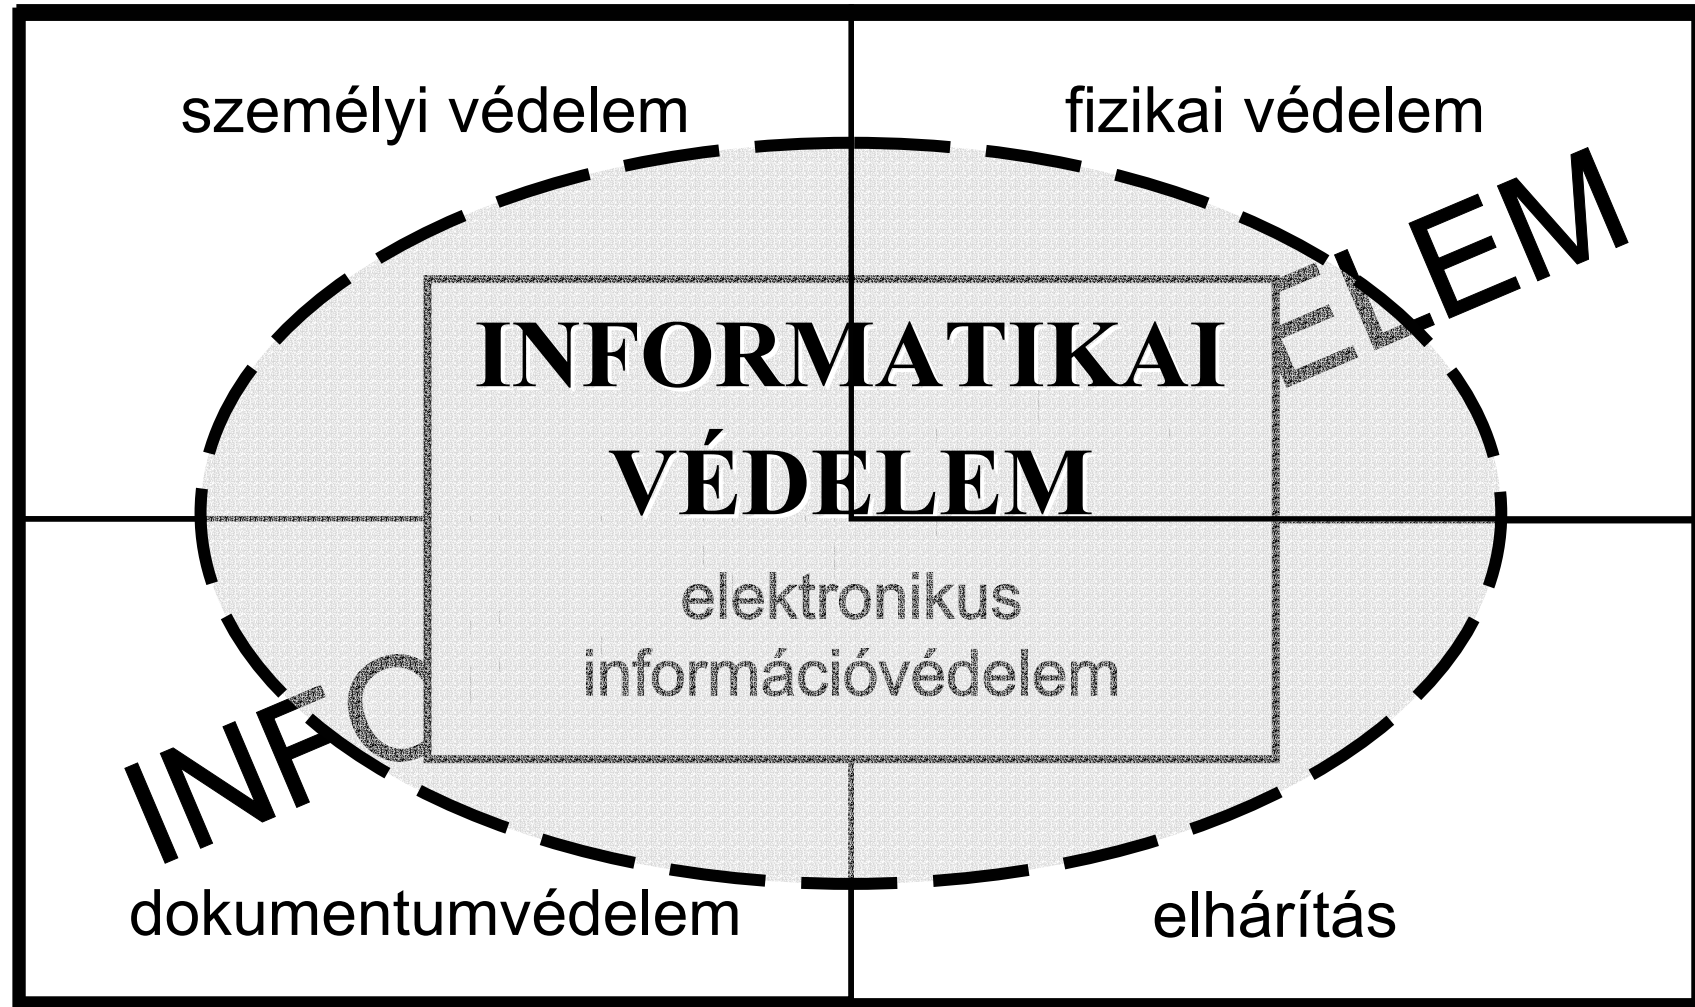 személyi védelem
fizikai védelem
INFORMATIKAI
VÉDELEM
elektronikus
információvédelem
INFO
ELEM
dokumentumvédelem
elhárítás